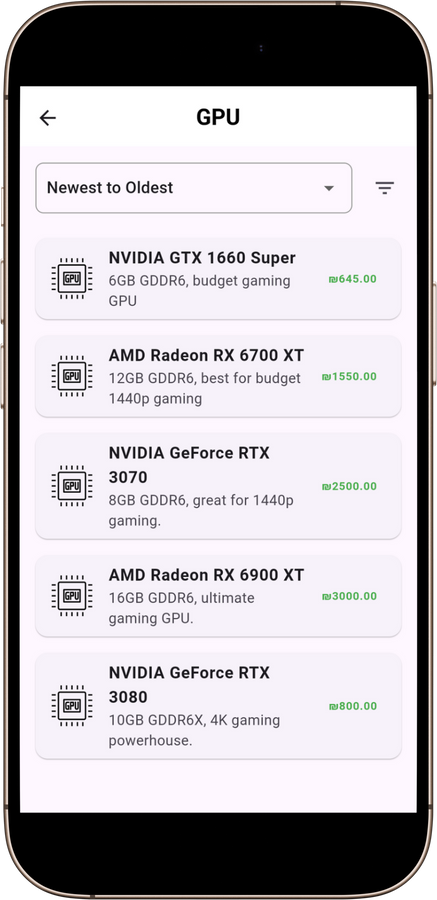 GPU
Newest to Oldest
GPU
NVIDIA GTX 1660 Super
6GB GDDR6, budget gaming
GPU
₪645.00
GPU
AMD Radeon RX 6700 XT
12GB GDDR6, best for budget
1440p gaming
₪1550.00
GPU
NVIDIA GeForce RTX
3070
8GB GDDR6, great for 1440p
gaming.
₪2500.00
GPU
AMD Radeon RX 6900 XT
16GB GDDR6, ultimate
gaming GPU.
₪3000.00
GPU
NVIDIA GeForce RTX
3080
10GB GDDR6X, 4K gaming
powerhouse.
₪800.00